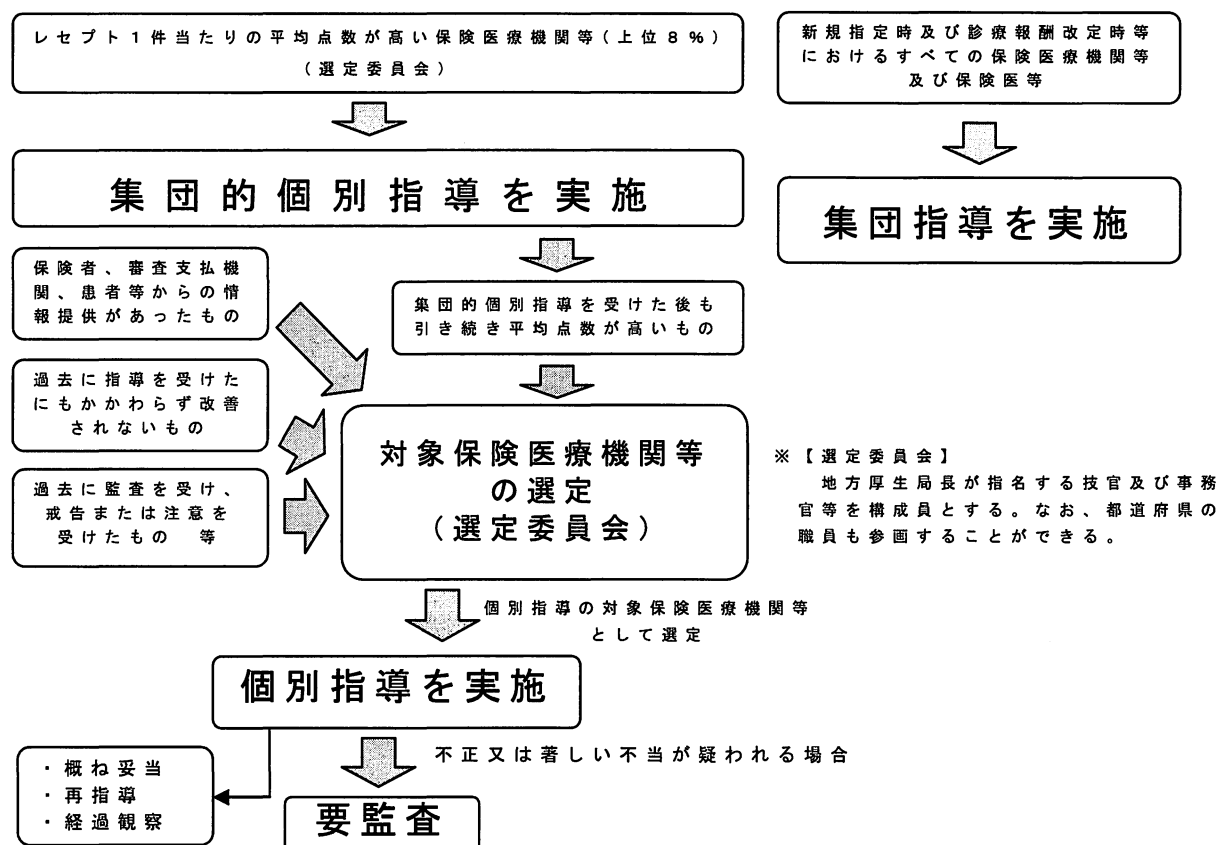 レセプト１件当たりの平均点数が高い保険医療機関等（上位８％）
（選定委員会）
新規指定時及び診療報酬改定時等
におけるすべての保険医療機関等
及び保険医等
集団的個別指導を実施
集団指導を実施
保険者、審査支払機
関、患者等からの情
報提供があったもの
集団的個別指導を受けた後も
引き続き平均点数が高いもの
過去に指導を受けた
にもかかわらず改善
されないもの
過去に監査を受け、
戒告または注意を
受けたもの　等
対象保険医療機関等
の選定
（選定委員会）
※【選定委員会】
地方厚生局長が指名する技官及び事務
官等を構成員とする。なお、都道府県の
職員も参画することができる。
個別指導の対象保険医療機関等
として選定
個別指導を実施
不正又は著しい不当が疑われる場合
・概ね妥当
・再指導
・経過観察
要監査